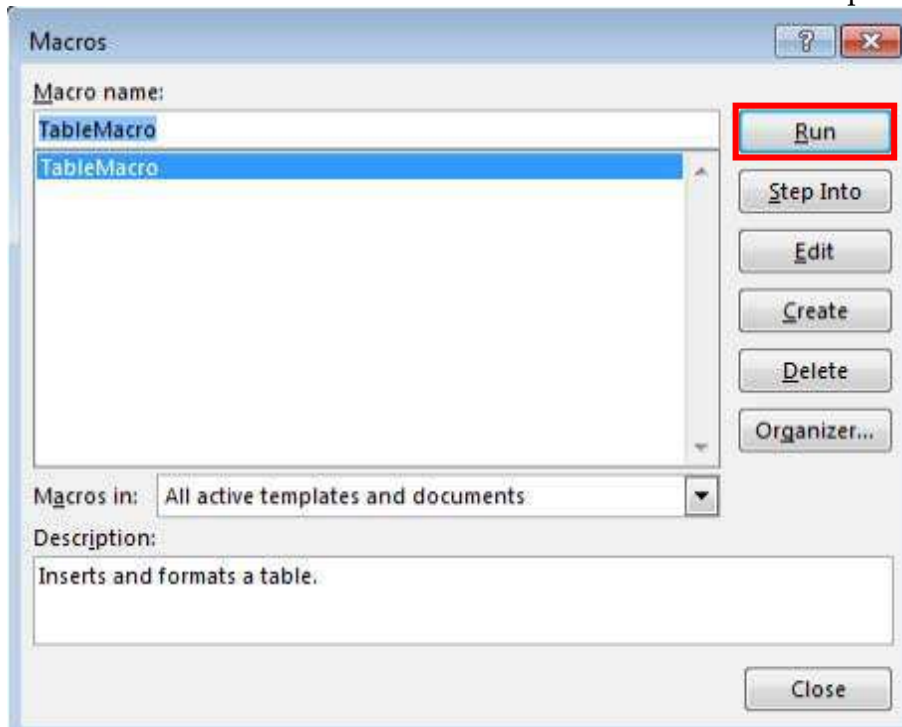 Macros
Macro name:
TableMacro
TableMacro
Run
Step Into
Edit
Create
Delete
Organizer...
Macros in: All active templates and documents
Description:
Inserts and formats a table.
Close